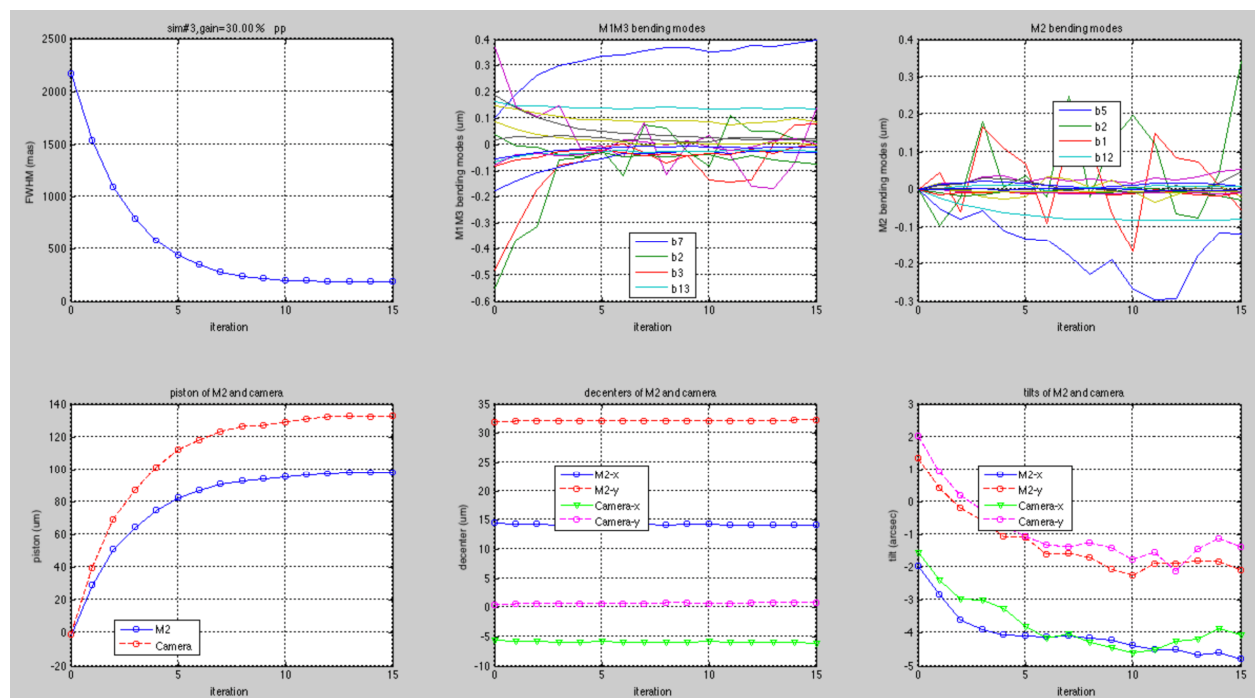 sim#3,gain=30.00 % pp
2500
2000
1500
1000
500
0
FWHM (mas)
0 5 10 15
iteration
M1M3 bending modes
0.4
0.3
0.2
0.1
0
-0.1
-0.2
-0.3
-0.4
-0.5
-0.6
M1M3 bending modes (um)
b7
b2
b3
b13
0 5 10 15
iteration
M2 bending modes
0.4
0.3
0.2
0.1
0
-0.1
-0.2
-0.3
M2 bending modes (um)
b5
b2
b1
b12
0 5 10 15
iteration
piston of M2 and camera
140
120
100
80
60
40
20
0
-20
piston (um)
M2
Camera
0 5 10 15
iteration
decenters of M2 and camera
35
30
25
20
15
10
5
0
-5
-10
decenter (um)
M2-x
M2-y
Camera-x
Camera-y
0 5 10 15
iteration
tilts of M2 and camera
3
2
1
0
-1
-2
-3
-4
-5
tilt (arcsec)
M2-x
M2-y
Camera-x
Camera-y
0 5 10 15
iteration